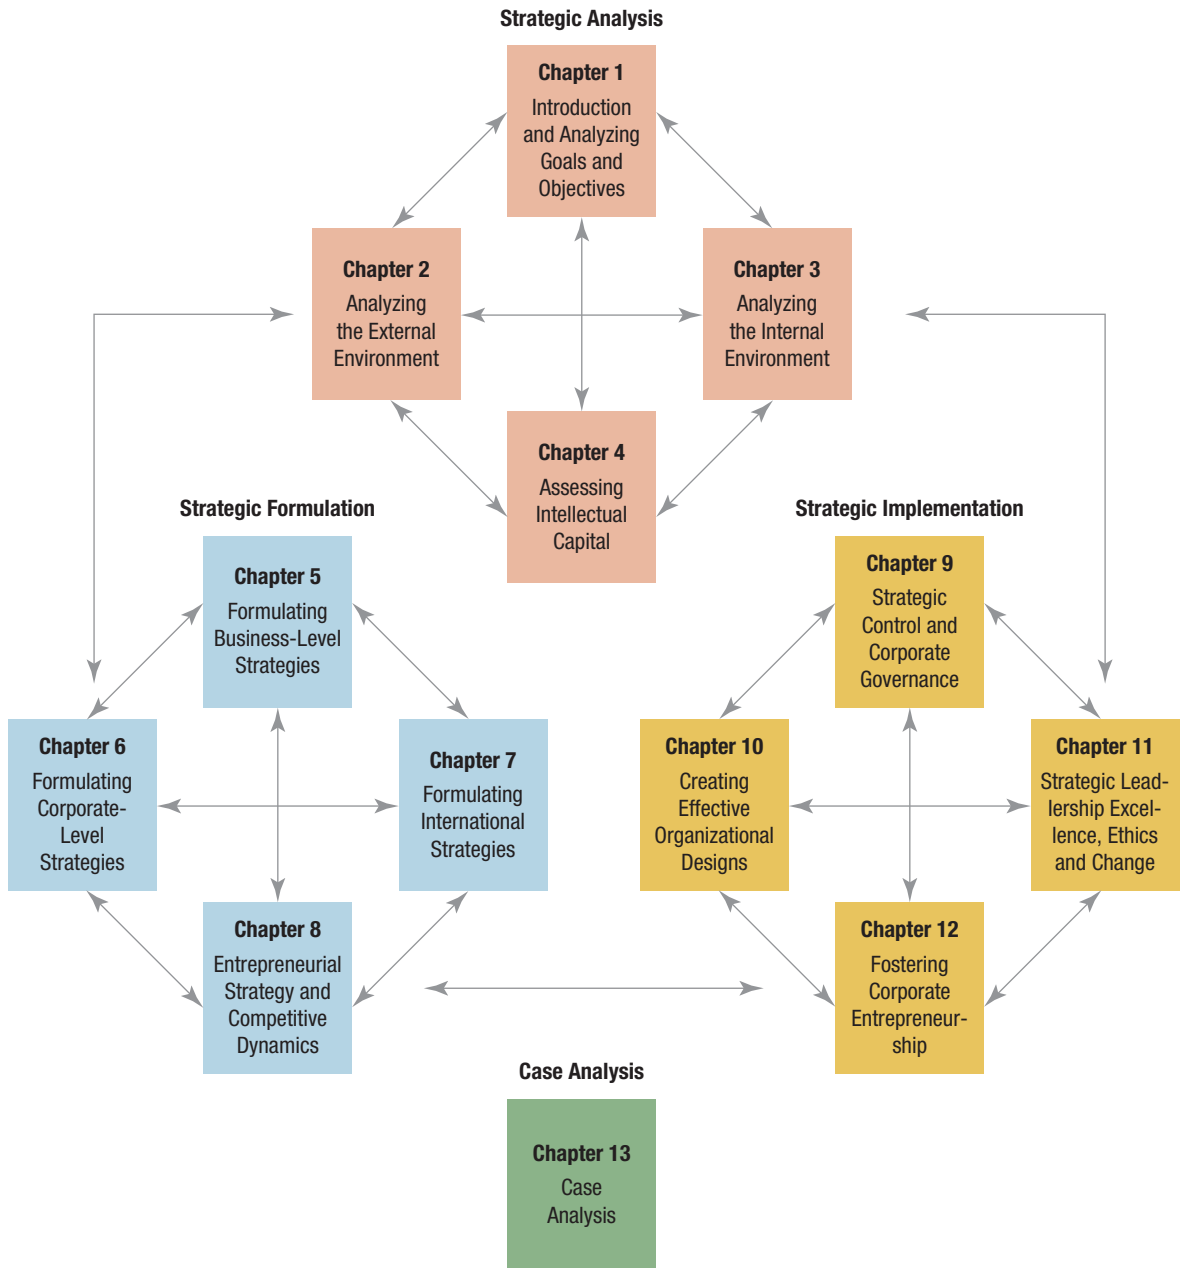 Strategic Analysis
Chapter 1
Introduction
and Analyzing
Goals and
Objectives
Chapter 2
Analyzing
the External
Environment
Chapter 3
Analyzing
the Internal
Environment
Chapter 4
Assessing
Intellectual
Capital
Strategic Formulation
Chapter 5
Formulating
Business-Level
Strategies
Chapter 6
Formulating
Corporate-
Level
Strategies
Chapter 7
Formulating
International
Strategies
Chapter 8
Entrepreneurial
Strategy and
Competitive
Dynamics
Strategic Implementation
Chapter 9
Strategic
Control and
Corporate
Governance
Chapter 10
Creating
Effective
Organizational
Designs
Chapter 11
Strategic Lead-
lership Excel-
lence, Ethics
and Change
Chapter 12
Fostering
Corporate
Entrepreneur-
ship
Case Analysis
Chapter 13
Case
Analysis